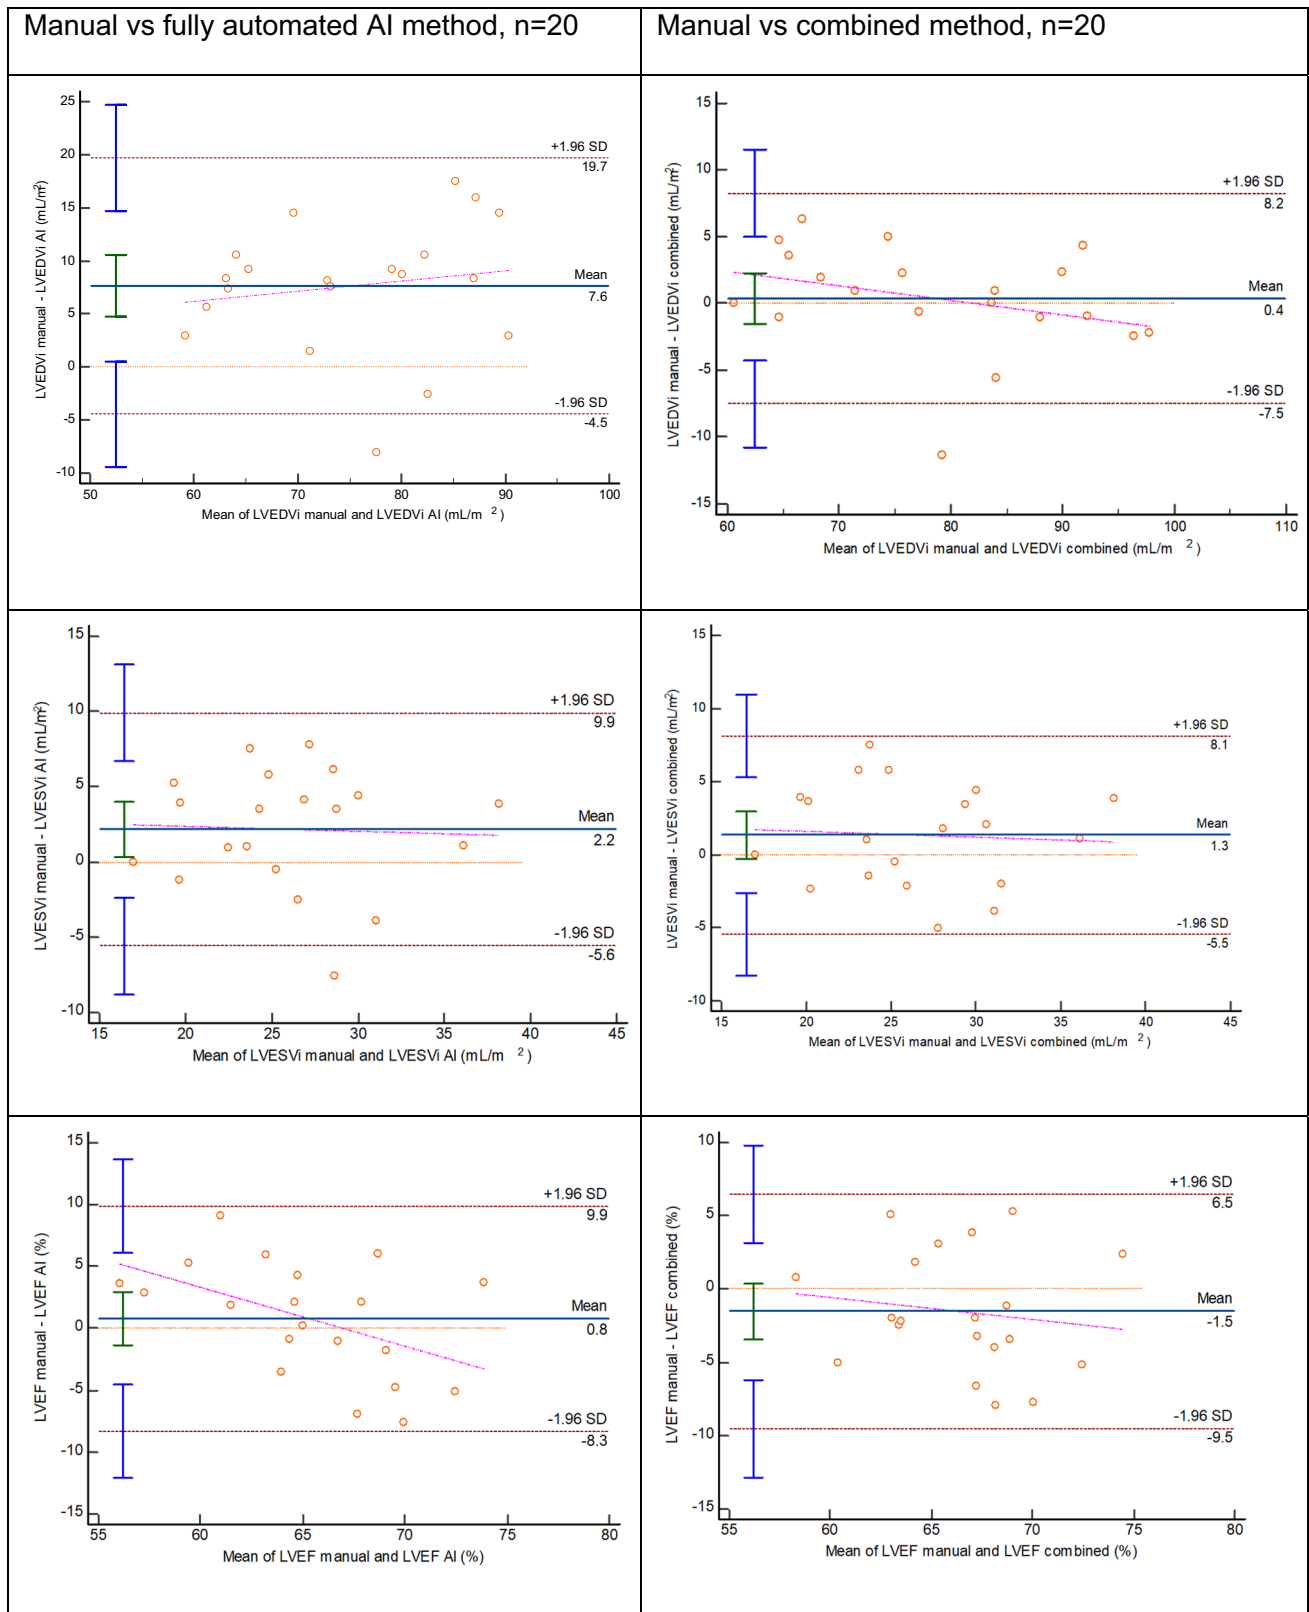 Manual vs fully automated AI method, n=20
Manual vs combined method, n=20
LVEDVi manual - LVEDVi AI (mL/m²)
25
20
15
10
5
0
-5
-10
+1.96 SD
19.7
Mean
7.6
-1.96 SD
-4.5
50 60 70 80 90 100
Mean of LVEDVi manual and LVEDVi AI (mL/m ²)
LVEDVi manual - LVEDVi combined (mL/m²)
15
10
5
0
-5
-10
-15
+1.96 SD
8.2
Mean
0.4
-1.96 SD
-7.5
60 70 80 90 100 110
Mean of LVEDVi manual and LVEDVi combined (mL/m ²)
LVESVi manual - LVESVi AI (mL/m²)
15
10
5
0
-5
-10
+1.96 SD
9.9
Mean
2.2
-1.96 SD
-5.6
15 20 25 30 35 40 45
Mean of LVESVi manual and LVESVi AI (mL/m ²)
LVESVi manual - LVESVi combined (mL/m²)
15
10
5
0
-5
-10
+1.96 SD
8.1
Mean
1.3
-1.96 SD
-5.5
15 20 25 30 35 40 45
Mean of LVESVi manual and LVESVi combined (mL/m ²)
LVEF manual - LVEF AI (%)
15
10
5
0
-5
-10
-15
+1.96 SD
9.9
Mean
0.8
-1.96 SD
-8.3
55 60 65 70 75 80
Mean of LVEF manual and LVEF AI (%)
LVEF manual - LVEF combined (%)
10
5
0
-5
-10
-15
+1.96 SD
6.5
Mean
-1.5
-1.96 SD
-9.5
55 60 65 70 75 80
Mean of LVEF manual and LVEF combined (%)